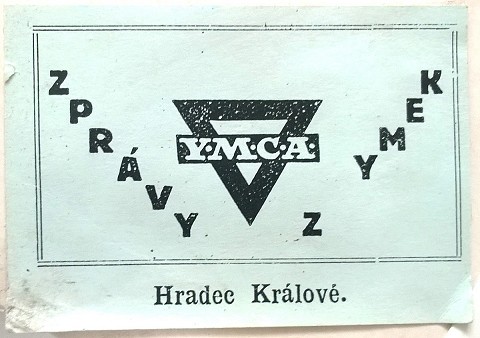 ZPRÁVY Z YMEK
Y·M·C·A·
Hradec Králové.